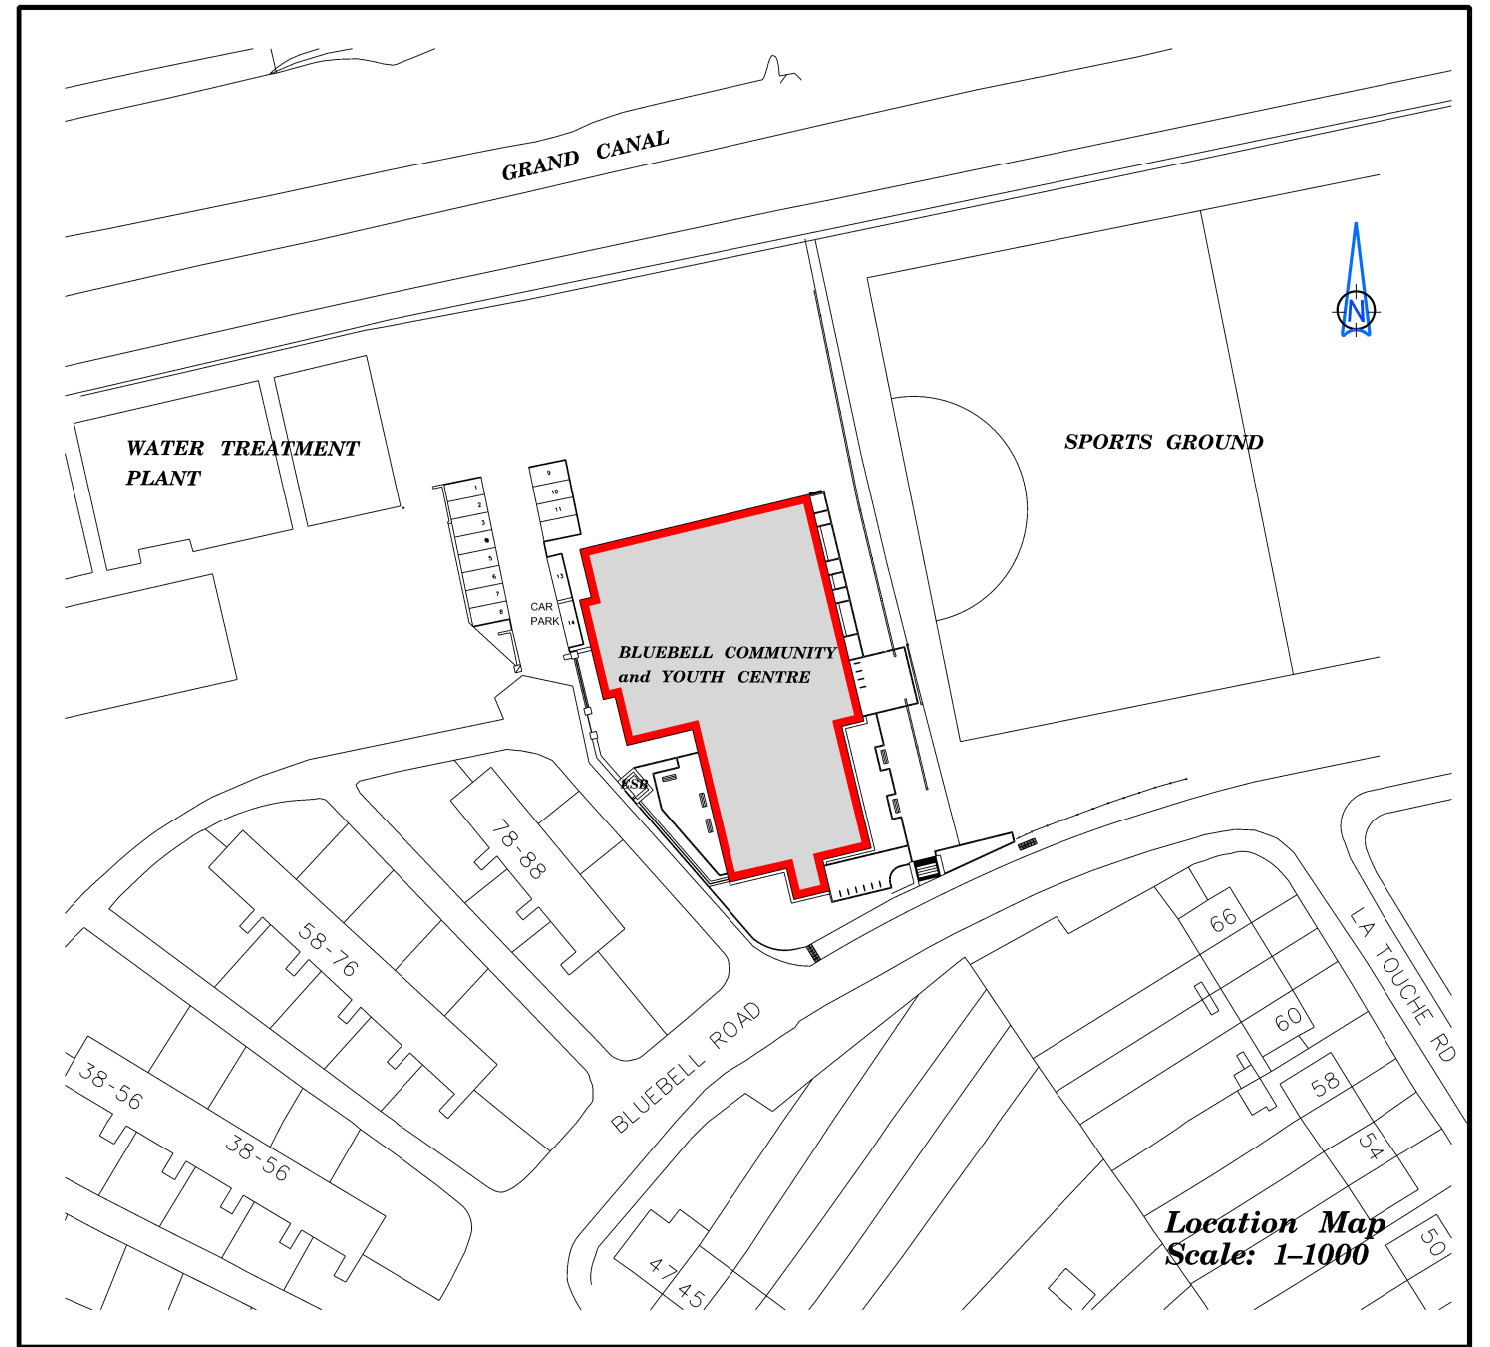 GRAND CANAL
N
WATER TREATMENT
PLANT
SPORTS GROUND
1
2
3
5
6
7
8
9
10
11
13
14
CAR
PARK
BLUEBELL COMMUNITY
and YOUTH CENTRE
ESB
78-88
58-76
38-56
38-56
BLUEBELL ROAD
LA TOUCHE RD
66
60
58
54
50
47
45
Location Map
Scale: 1-1000